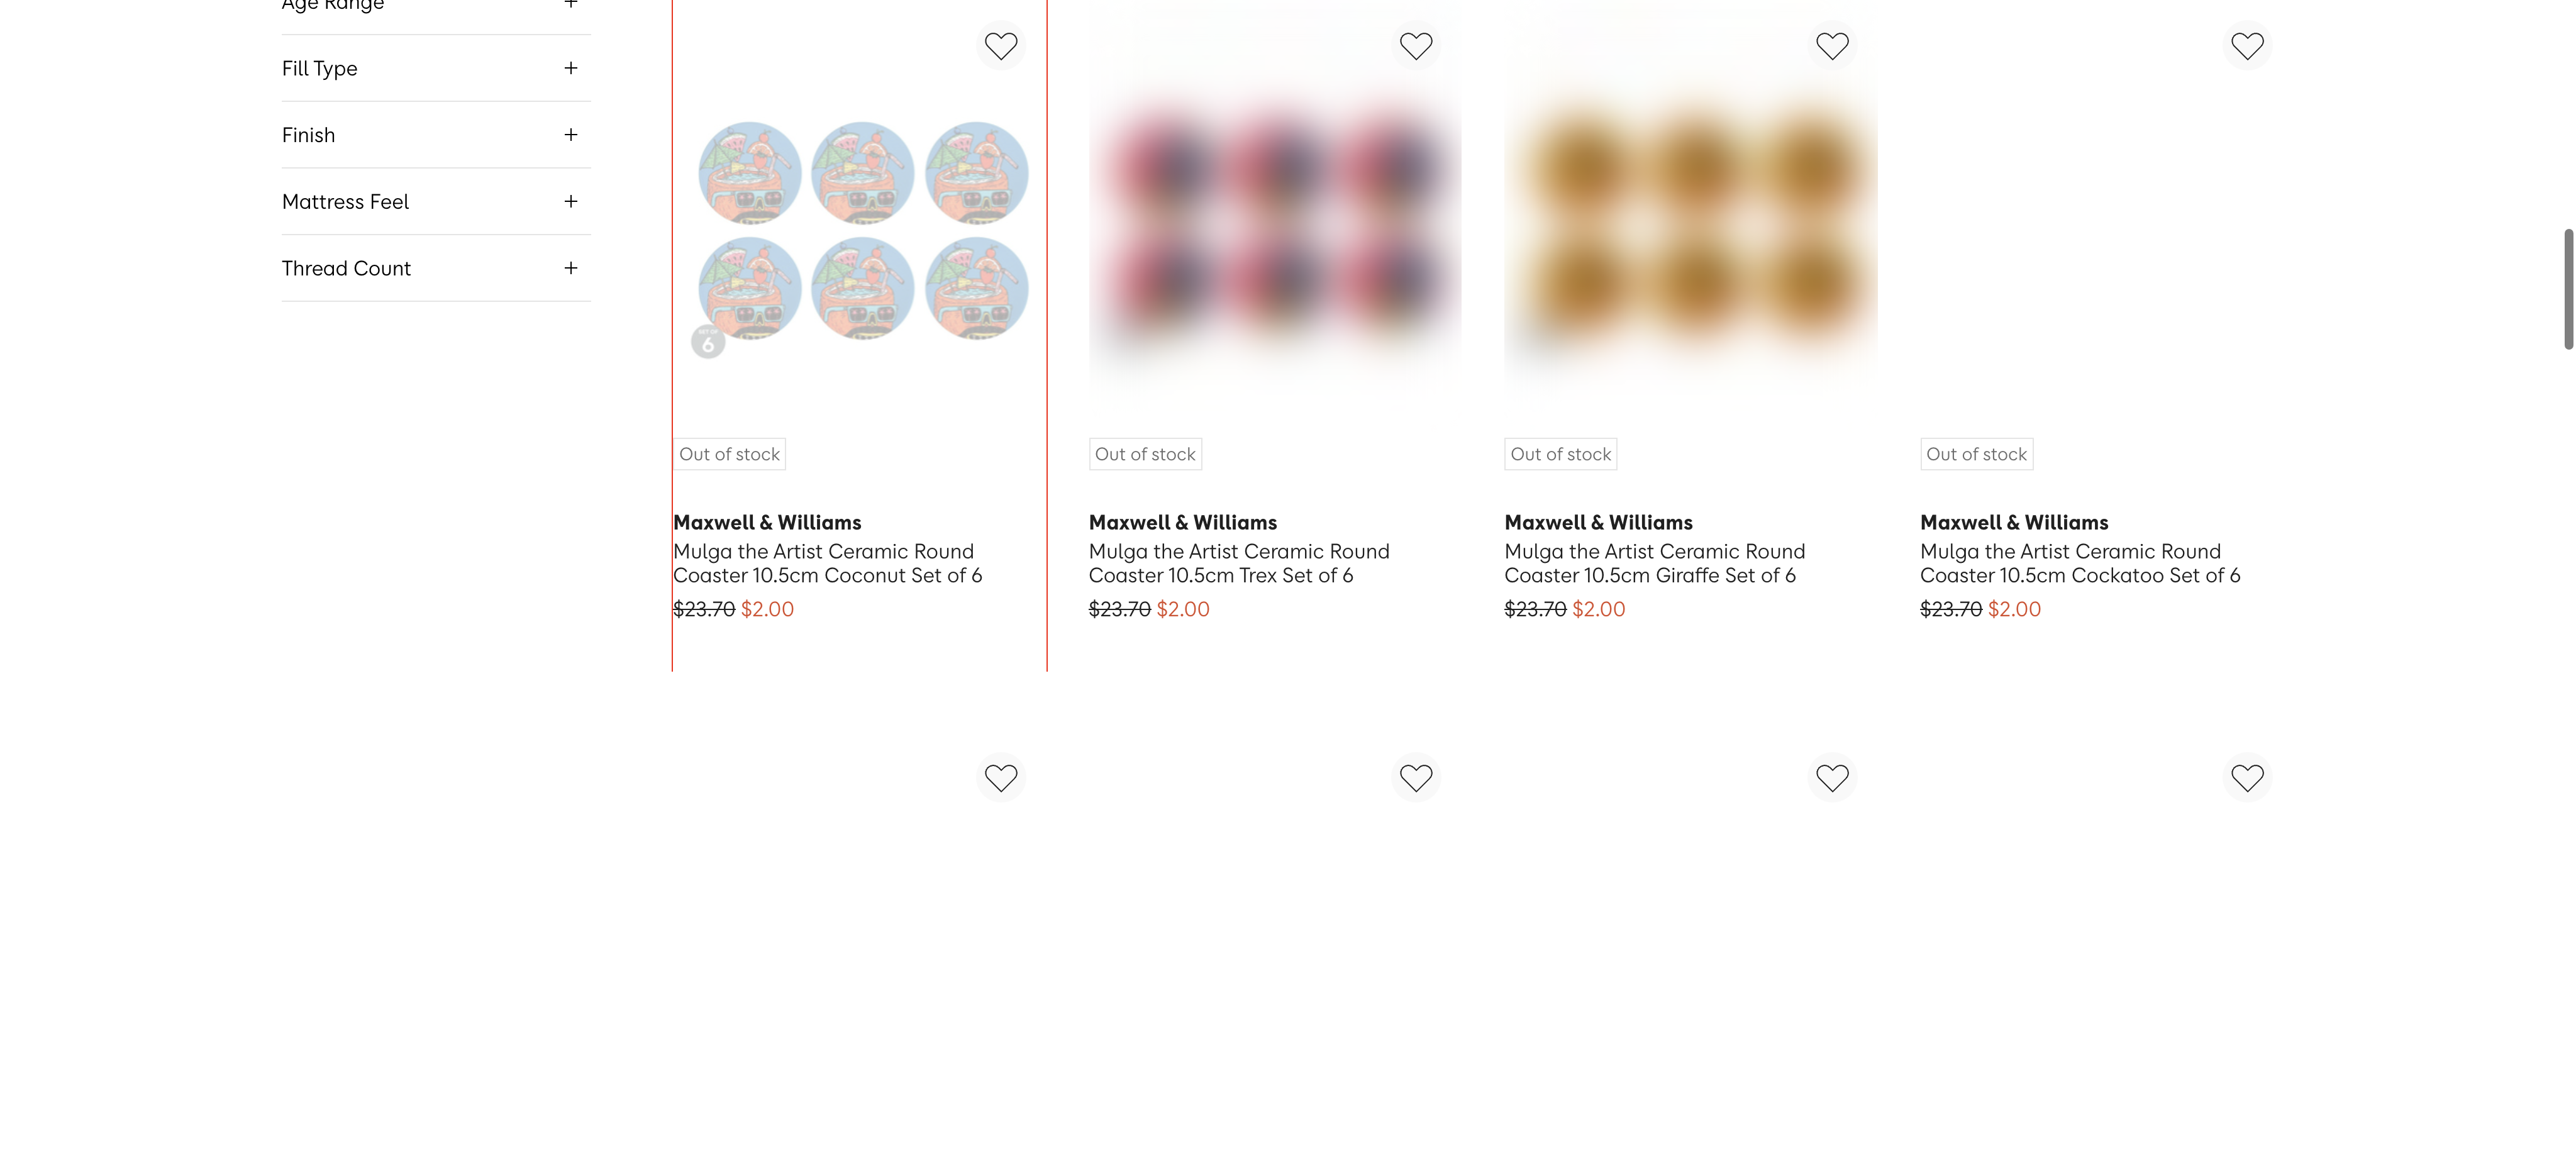 Age Range
Fill Type
Finish
Mattress Feel
Thread Count
SET OF
6
Out of stock
Maxwell & Williams
Mulga the Artist Ceramic Round
Coaster 10.5cm Coconut Set of 6
$23.70 $2.00
Out of stock
Maxwell & Williams
Mulga the Artist Ceramic Round
Coaster 10.5cm Trex Set of 6
$23.70 $2.00
Out of stock
Maxwell & Williams
Mulga the Artist Ceramic Round
Coaster 10.5cm Giraffe Set of 6
$23.70 $2.00
Out of stock
Maxwell & Williams
Mulga the Artist Ceramic Round
Coaster 10.5cm Cockatoo Set of 6
$23.70 $2.00